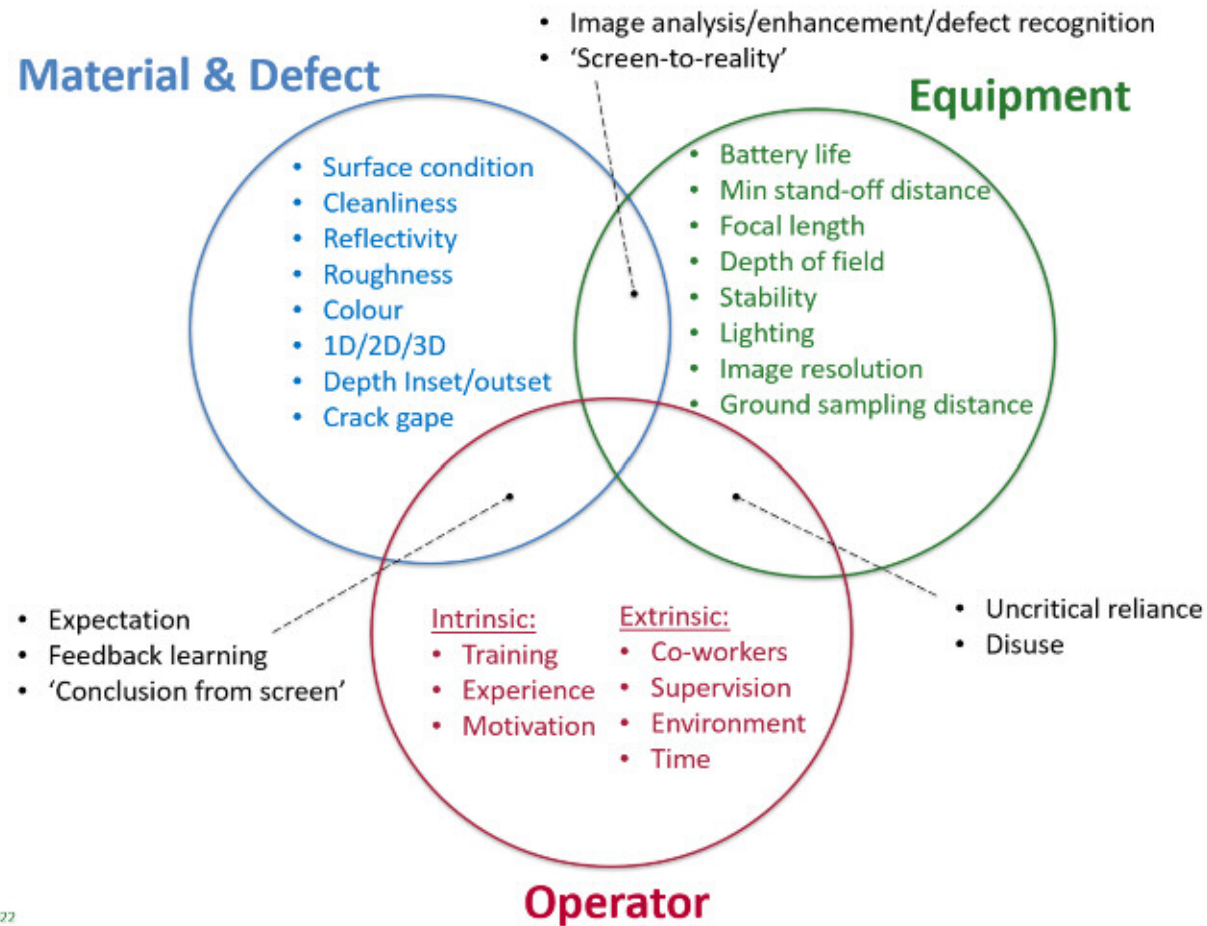 • Image analysis/enhancement/defect recognition
• ‘Screen-to-reality’
Material & Defect
Equipment
• Surface condition
• Cleanliness
• Reflectivity
• Roughness
• Colour
• 1D/2D/3D
• Depth Inset/outset
• Crack gape
• Battery life
• Min stand-off distance
• Focal length
• Depth of field
• Stability
• Lighting
• Image resolution
• Ground sampling distance
• Expectation
• Feedback learning
• ‘Conclusion from screen’
Intrinsic:
• Training
• Experience
• Motivation
Extrinsic:
• Co-workers
• Supervision
• Environment
• Time
• Uncritical reliance
• Disuse
Operator
22